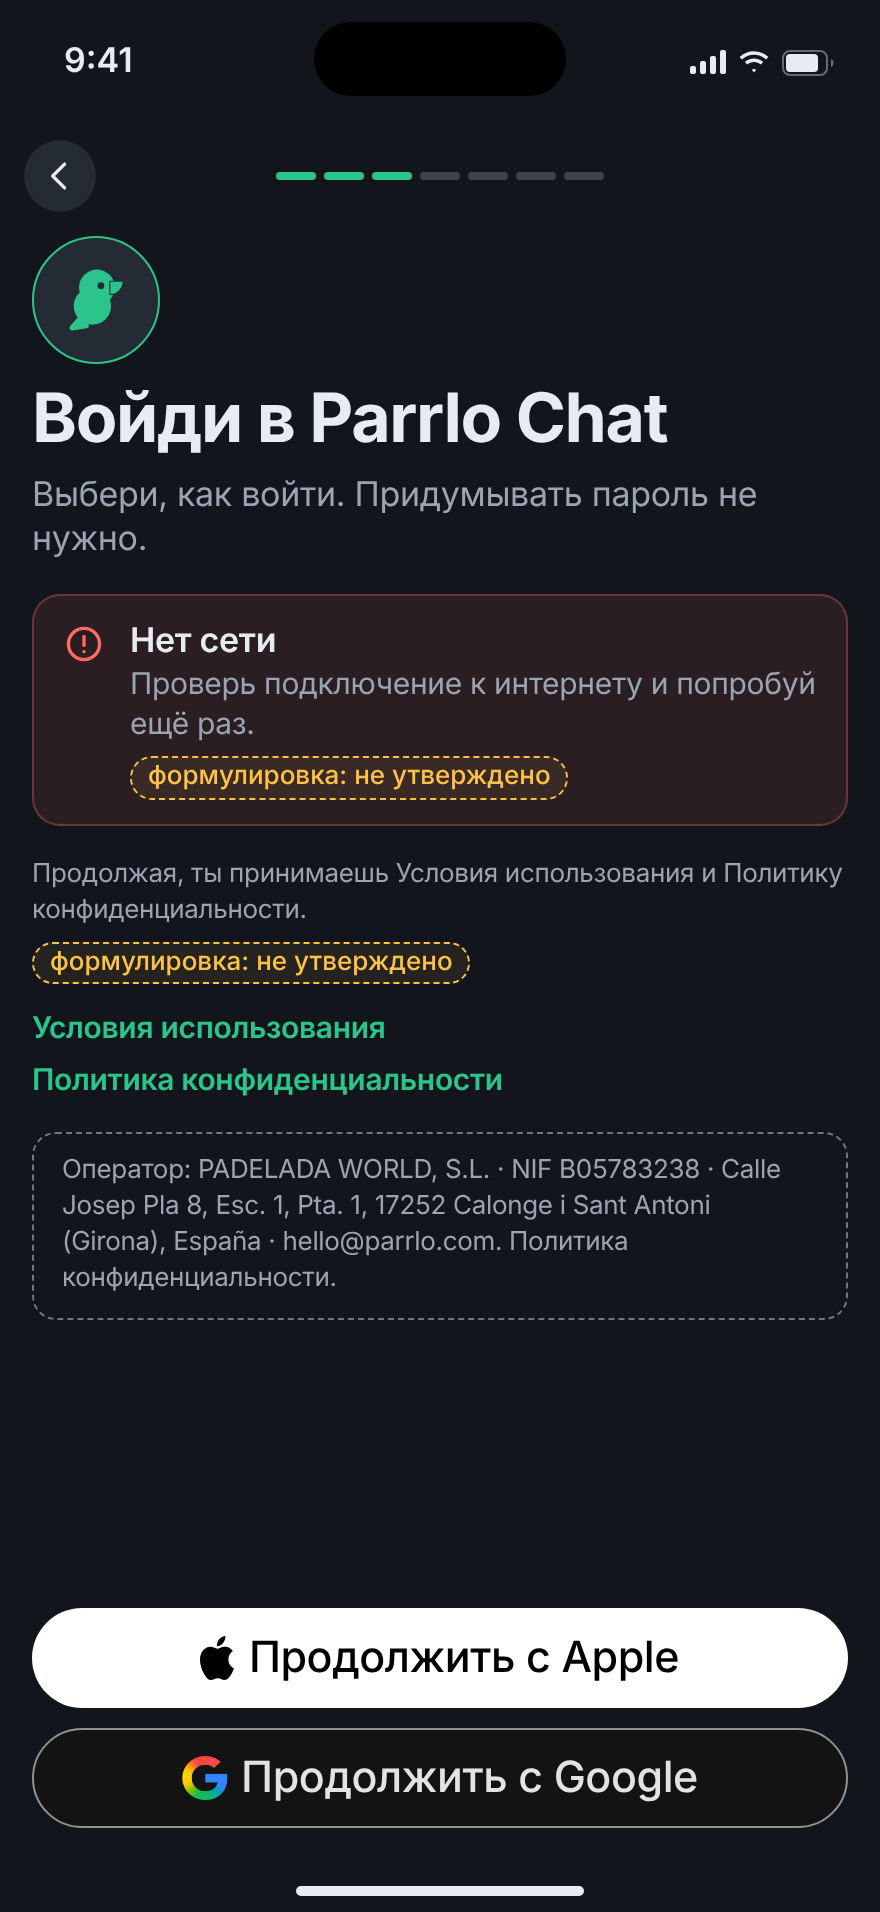 9:41
Войди в Parrlo Chat
Выбери, как войти. Придумывать пароль не
нужно.
Нет сети
Проверь подключение к интернету и попробуй
ещё раз.
формулировка: не утверждено
Продолжая, ты принимаешь Условия использования и Политику
конфиденциальности.
формулировка: не утверждено
Условия использования
Политика конфиденциальности
Оператор: PADELADA WORLD, S.L. · NIF B05783238 · Calle
Josep Pla 8, Esc. 1, Pta. 1, 17252 Calonge i Sant Antoni
(Girona), España · hello@parrlo.com. Политика
конфиденциальности.
Продолжить с Apple
Продолжить с Google